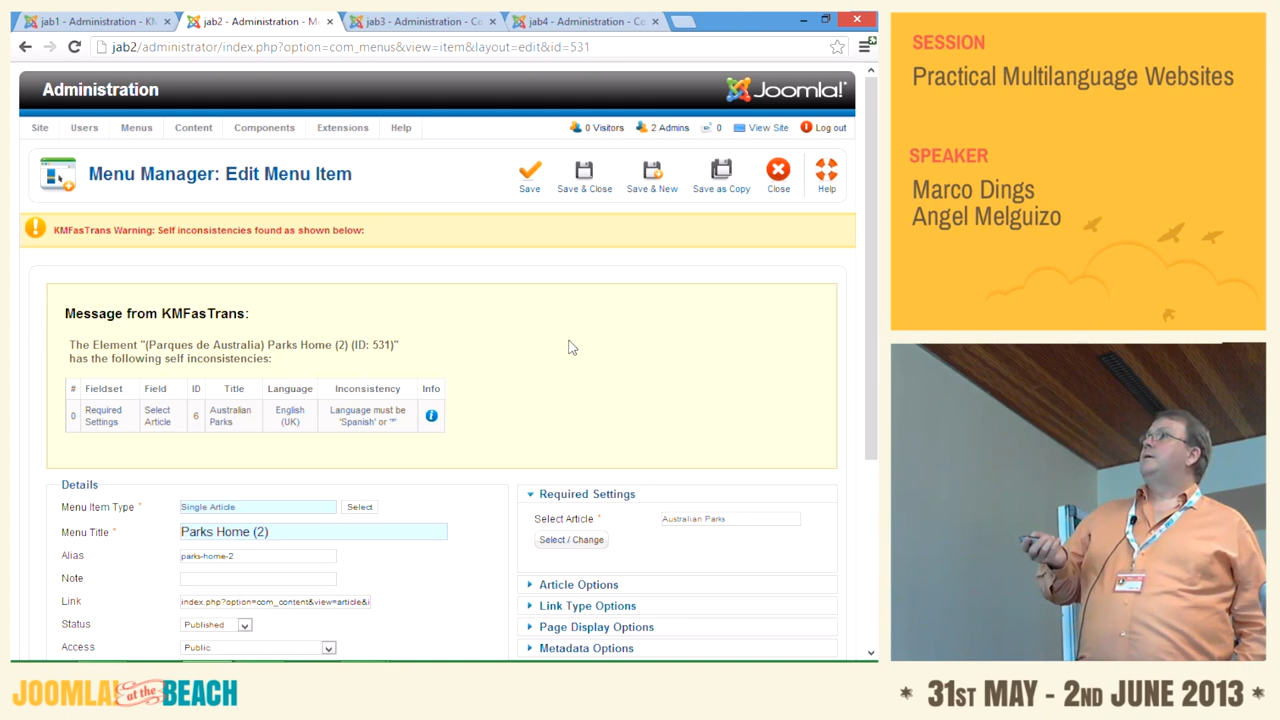 jab1 - Administration - KM
jab2 - Administration - M
jab3 - Administration - Co
jab4 - Administration - Co
jab2/administrator/index.php?option=com_menus&view=item&layout=edit&id=531
Administration
Joomla!
Site Users Menus Content Components Extensions Help
0 Visitors 2 Admins 0 View Site Log out
Menu Manager: Edit Menu Item
Save Save & Close Save & New Save as Copy Close Help
KMFasTrans Warning: Self inconsistencies found as shown below:
Message from KMFasTrans:
The Element "(Parques de Australia) Parks Home (2) (ID: 531)"
has the following self inconsistencies:
# Fieldset Field ID Title Language Inconsistency Info
0 Required Settings Select Article 6 Australian Parks English (UK) Language must be 'Spanish' or '*'
Details
Menu Item Type * Single Article Select
Menu Title * Parks Home (2)
Alias parks-home-2
Note
Link index.php?option=com_content&view=article&i
Status Published
Access Public
Required Settings
Select Article * Australian Parks
Select / Change
Article Options
Link Type Options
Page Display Options
Metadata Options
SESSION
Practical Multilanguage Websites
SPEAKER
Marco Dings
Angel Melguizo
JOOMLA! at the BEACH
* 31ST MAY - 2ND JUNE 2013 *